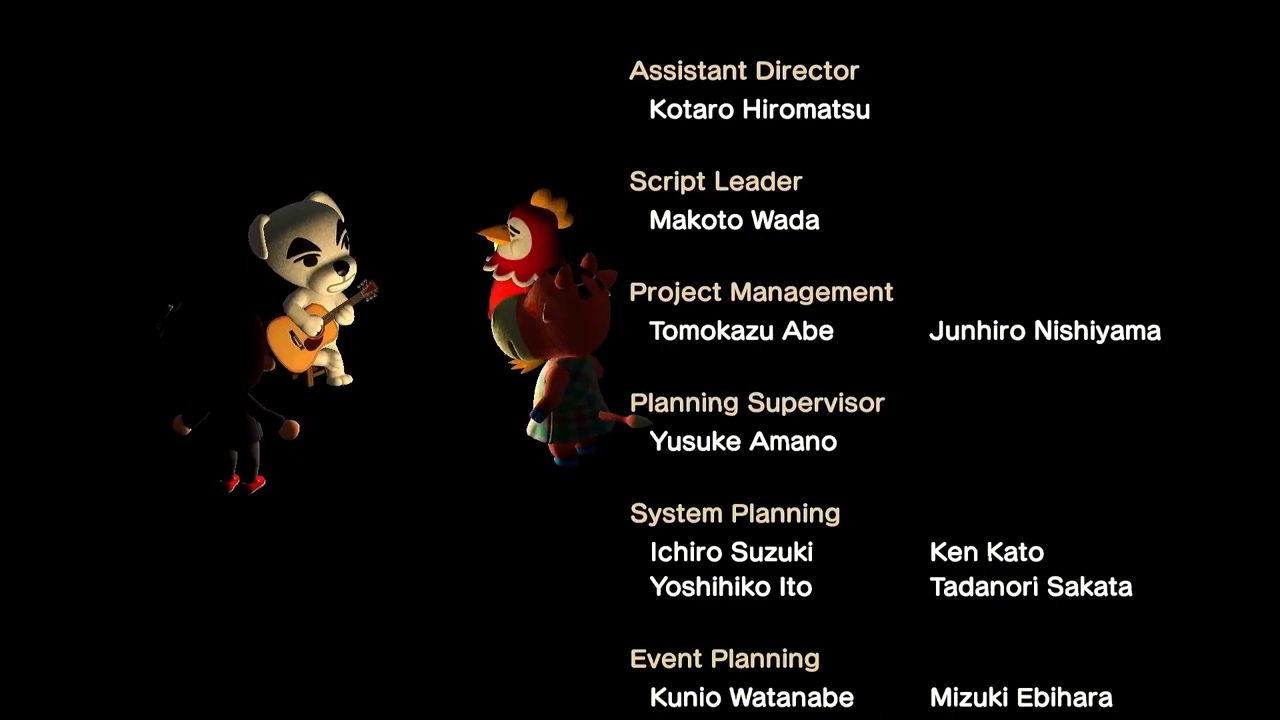 Assistant Director
Kotaro Hiromatsu
Script Leader
Makoto Wada
Project Management
Tomokazu Abe Junhiro Nishiyama
Planning Supervisor
Yusuke Amano
System Planning
Ichiro Suzuki Ken Kato
Yoshihiko Ito Tadanori Sakata
Event Planning
Kunio Watanabe Mizuki Ebihara